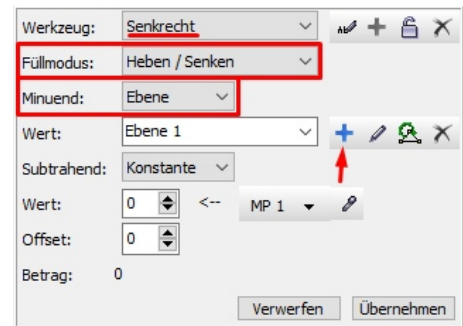 Werkzeug: Senkrecht
Füllmodus: Heben / Senken
Minuend: Ebene
Wert: Ebene 1
Subtrahend: Konstante
Wert: 0 <-- MP 1
Offset: 0
Betrag: 0
Verwerfen Übernehmen